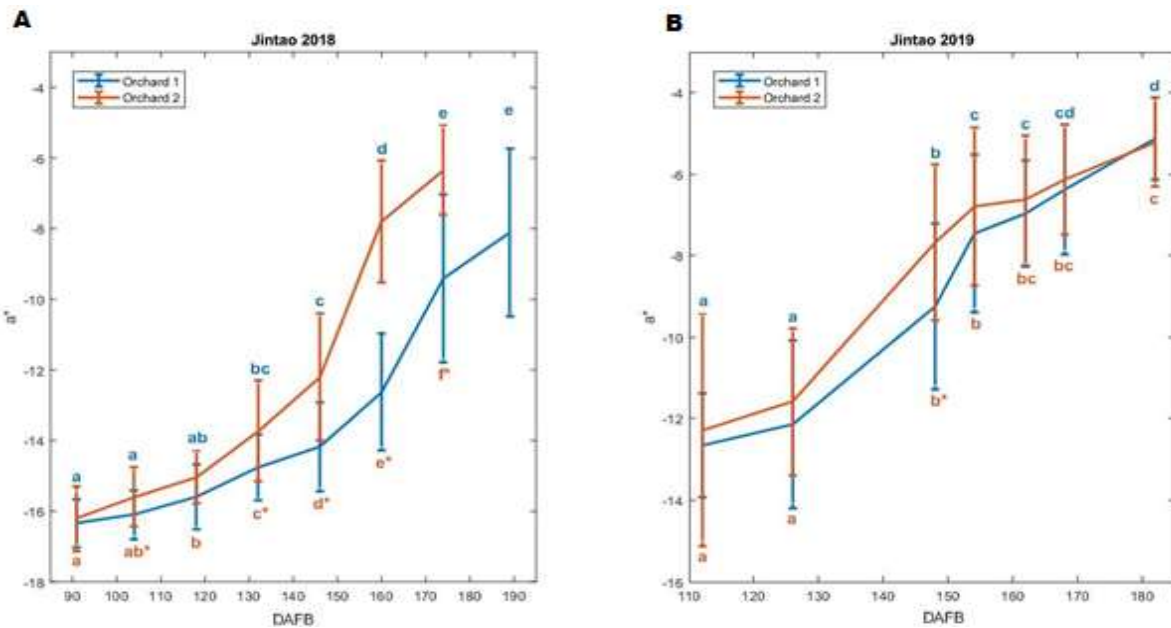 A
Jintao 2018
Orchard 1
Orchard 2
a*
-4
-6
-8
-10
-12
-14
-16
-18
a
a
ab
bc
c
d
e
e
a
ab*
b
c*
d*
e*
f*
90 100 110 120 130 140 150 160 170 180 190
DAFB
B
Jintao 2019
Orchard 1
Orchard 2
a*
-4
-6
-8
-10
-12
-14
-16
a
a
b
c
c
cd
d
a
a
b*
b
bc
bc
c
110 120 130 140 150 160 170 180
DAFB